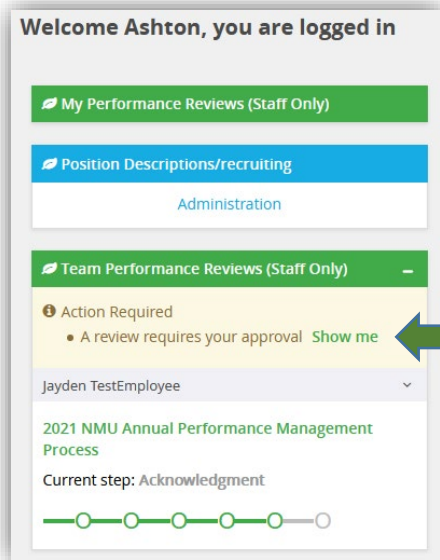 Welcome Ashton, you are logged in
My Performance Reviews (Staff Only)
Position Descriptions/recruiting
Administration
Team Performance Reviews (Staff Only)
Action Required
• A review requires your approval Show me
Jayden TestEmployee
2021 NMU Annual Performance Management
Process
Current step: Acknowledgment